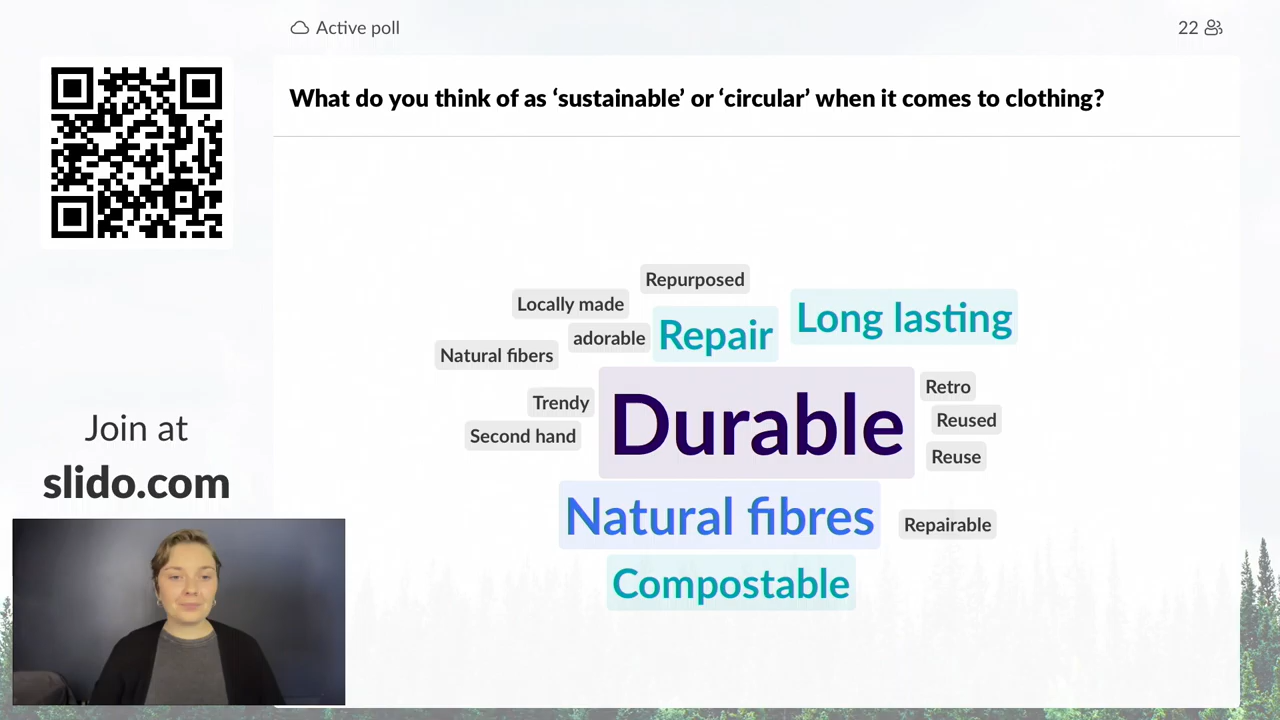 Active poll
22
What do you think of as ‘sustainable’ or ‘circular’ when it comes to clothing?
Repurposed
Locally made
Long lasting
adorable
Repair
Natural fibers
Retro
Trendy
Durable
Reused
Second hand
Reuse
Natural fibres
Repairable
Compostable
Join at
slido.com